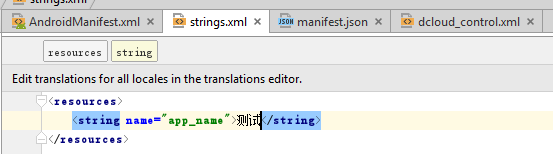 strings.xml
AndroidManifest.xml strings.xml manifest.json dcloud_control.xml
resources string
Edit translations for all locales in the translations editor.
<resources>
<string name="app_name">测试</string>
</resources>